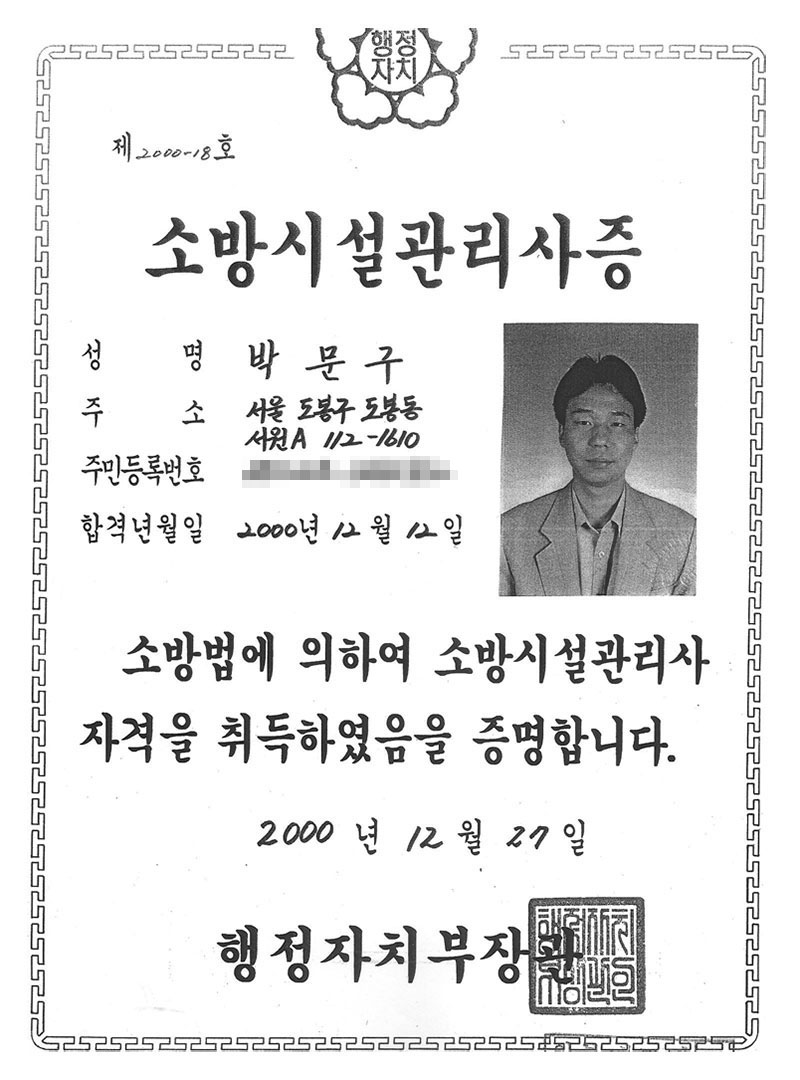 행정
자치
제 2000-18 호
소방시설관리사증
성 명 박 문 구
주 소 서울 도봉구 도봉동
서원A 112-1610
주민등록번호
합격년월일 2000년 12월 12일
소방법에 의하여 소방시설관리사
자격을 취득하였음을 증명합니다.
2000 년 12 월 27 일
행정자치부장관